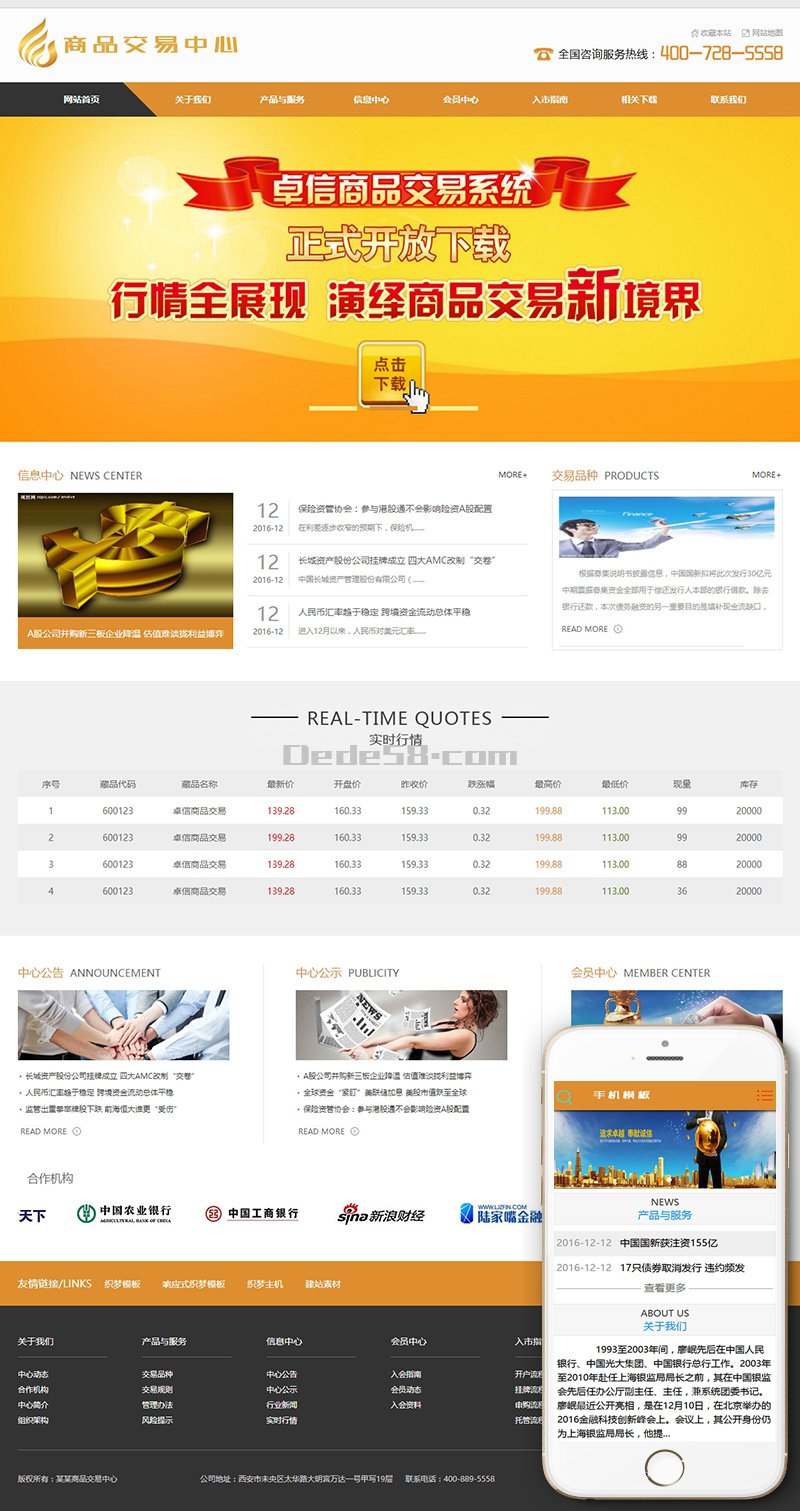 商品交易中心
收藏本站 网站地图
全国咨询服务热线：400-728-5558
网站首页 关于我们 产品与服务 信息中心 会员中心 入市指南 相关下载 联系我们
卓信商品交易系统
正式开放下载
行情全展现 演绎商品交易新境界
点击
下载
信息中心 NEWS CENTER MORE+
A股公司并购新三板企业降温 估值难谈拢利益博弈
12 保险资管协会：参与港股通不会影响险资A股配置
2016-12 在利差逐步收窄的预期下，保险机......
12 长城资产股份公司挂牌成立 四大AMC改制“交卷”
2016-12 中国长城资产管理股份有限公司 (......
12 人民币汇率趋于稳定 跨境资金流动总体平稳
2016-12 进入12月以来，人民币对美元汇率......
交易品种 PRODUCTS MORE+
Finance
根据募集说明书披露信息，中国国新拟将此次发行30亿元
中期票据募集资金全部用于偿还发行人本部的银行借款。除去
银行还款，本次债务融资的另一重要目的是填补现金流缺口，
READ MORE
REAL-TIME QUOTES
实时行情
Dede58.com
序号 藏品代码 藏品名称 最新价 开盘价 昨收价 跌涨幅 最高价 最低价 现量 库存
1 600123 卓信商品交易 139.28 160.33 159.33 0.32 199.88 113.00 99 20000
2 600123 卓信商品交易 199.28 160.33 159.33 0.32 199.88 113.00 99 20000
3 600123 卓信商品交易 139.28 160.33 159.33 0.32 199.88 113.00 88 20000
4 600123 卓信商品交易 139.28 160.33 159.33 0.32 199.88 113.00 36 20000
中心公告 ANNOUNCEMENT
· 长城资产股份公司挂牌成立 四大AMC改制“交卷”
· 人民币汇率趋于稳定 跨境资金流动总体平稳
· 监管出重拳举牌股下跌 前海恒大谁更“受伤”
READ MORE
中心公示 PUBLICITY
NEWS
· A股公司并购新三板企业降温 估值难谈拢利益博弈
· 全球资金“紧盯”美联储加息 美股市值跃至全球
· 保险资管协会：参与港股通不会影响险资A股配置
READ MORE
会员中心 MEMBER CENTER
合作机构
天下
中国农业银行
AGRICULTURAL BANK OF CHINA
中国工商银行
sina新浪财经
WWW.LJZFIN.COM
陆家嘴金融
友情链接/LINKS 织梦模板 响应式织梦模板 织梦主机 建站素材
关于我们 产品与服务 信息中心 会员中心 入市指
中心动态 交易品种 中心公告 入会指南 开户流程
合作机构 交易规则 中心公示 会员动态 挂牌流程
中心简介 管理办法 行业新闻 入会资料 申购流程
组织架构 风险提示 实时行情 托管流程
版权所有：某某商品交易中心 公司地址：西安市未央区太华路大明宫万达一号甲写19层 联系电话：400-889-5558
手机模板
追求卓越 奉献诚信
NEWS
产品与服务
2016-12-12 中国国新获注资155亿
2016-12-12 17只债券取消发行 违约频发
查看更多
ABOUT US
关于我们
1993至2003年间，廖岷先后在中国人民
银行、中国光大集团、中国银行总行工作。2003年
至2010年赴任上海银监局局长之前，其在中国银监
会先后任办公厅副主任、主任，兼系统团委书记。
廖岷最近公开亮相，是在12月10日，在北京举办的
2016金融科技创新峰会上。会议上，其公开身份仍
为上海银监局局长，他提...